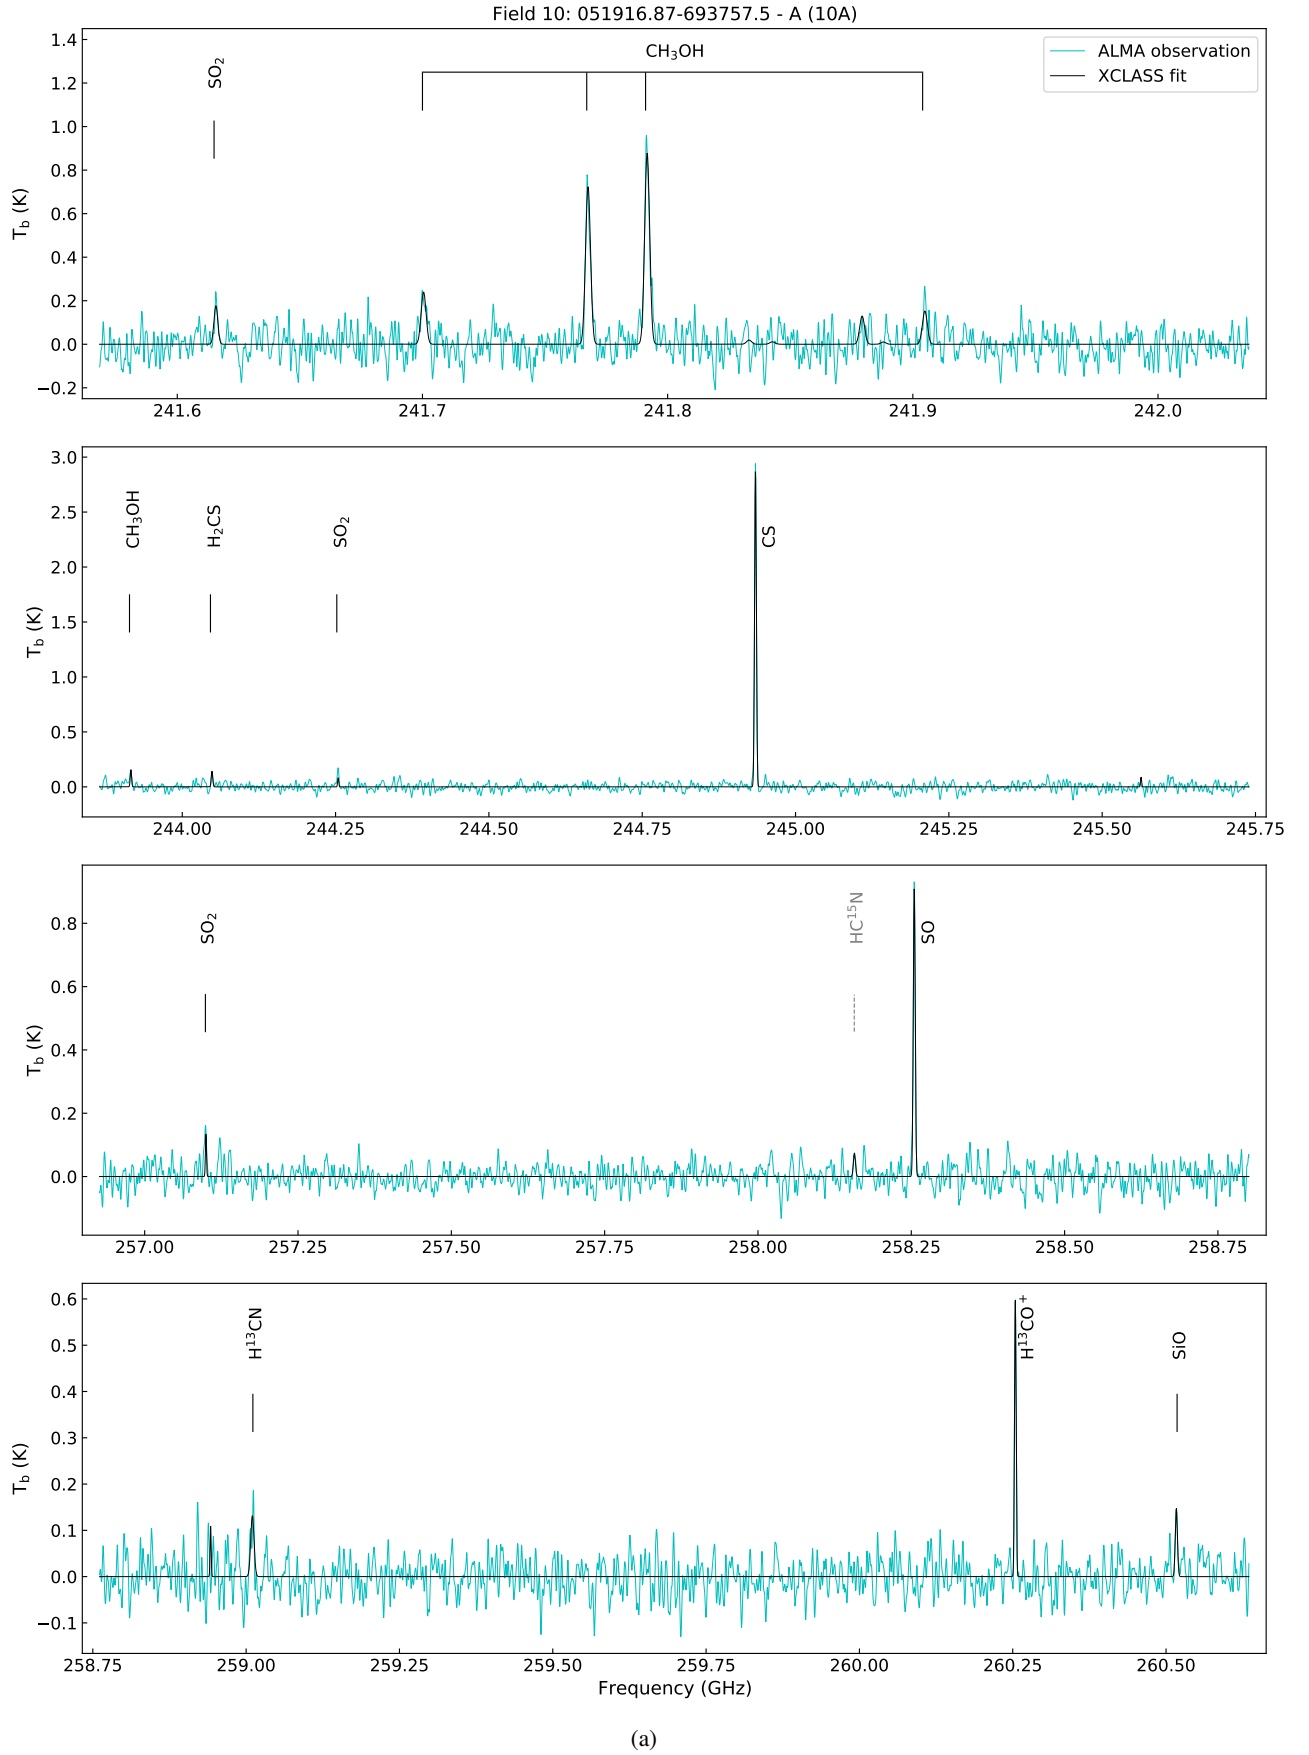 Field 10: 051916.87-693757.5 - A (10A)
CH₃OH
ALMA observation
XCLASS fit
SO₂
T_b (K)
1.4
1.2
1.0
0.8
0.6
0.4
0.2
0.0
−0.2
241.6 241.7 241.8 241.9 242.0
CH₃OH
H₂CS
SO₂
CS
T_b (K)
3.0
2.5
2.0
1.5
1.0
0.5
0.0
244.00 244.25 244.50 244.75 245.00 245.25 245.50 245.75
SO₂
HC¹⁵N
SO
T_b (K)
0.8
0.6
0.4
0.2
0.0
257.00 257.25 257.50 257.75 258.00 258.25 258.50 258.75
H¹³CN
H¹³CO⁺
SiO
T_b (K)
0.6
0.5
0.4
0.3
0.2
0.1
0.0
−0.1
258.75 259.00 259.25 259.50 259.75 260.00 260.25 260.50
Frequency (GHz)
(a)